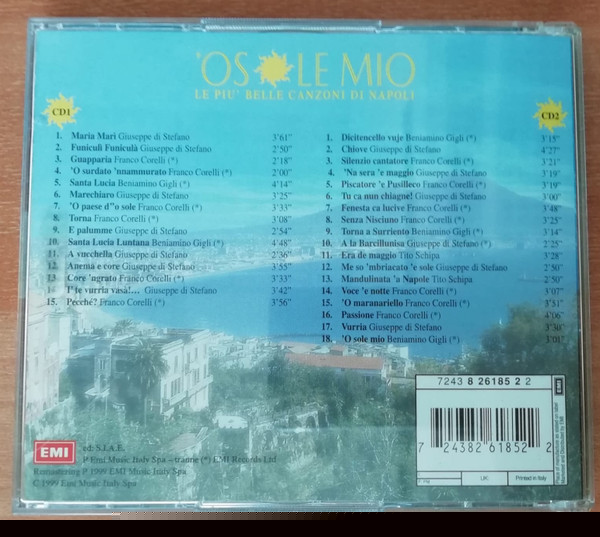 'O SOLE MIO
LE PIU' BELLE CANZONI DI NAPOLI
CD1
1. Maria Marì Giuseppe di Stefano 3'61"
2. Funiculì Funiculà Giuseppe di Stefano 2'50"
3. Guapparia Franco Corelli (*) 2'18"
4. 'O surdato 'nnammurato Franco Corelli (*) 2'00"
5. Santa Lucia Beniamino Gigli (*) 4'14"
6. Marechiaro Giuseppe di Stefano 3'25"
7. 'O paese d''o sole Franco Corelli (*) 3'33"
8. Torna Franco Corelli (*) 3'08"
9. E palumme Giuseppe di Stefano 2'54"
10. Santa Lucia Luntana Beniamino Gigli (*) 4'48"
11. A vucchella Giuseppe di Stefano 2'36"
12. Anema e core Giuseppe di Stefano 3'55"
13. Core 'ngrato Franco Corelli (*) 3'33"
14. I' te vurria vasa'... Giuseppe di Stefano 3'42"
15. Pecché? Franco Corelli (*) 3'56"
CD2
1. Dicitencello vuje Beniamino Gigli (*) 3'15"
2. Chiove Giuseppe di Stefano 4'27"
3. Silenzio cantatore Franco Corelli (*) 3'21"
4. 'Na sera 'e maggio Giuseppe di Stefano 3'19"
5. Piscatore 'e Pusilleco Franco Corelli (*) 3'19"
6. Tu ca nun chiagne! Giuseppe di Stefano 3'00"
7. Fenesta ca lucive Franco Corelli (*) 3'48"
8. Senza Nisciuno Franco Corelli (*) 3'25"
9. Turna a Surriento Beniamino Gigli (*) 3'14"
10. A la Barcillunisa Giuseppe di Stefano 2'25"
11. Era de maggio Tito Schipa 3'28"
12. Me so 'mbriacato 'e sole Giuseppe di Stefano 2'50"
13. Mandulinata 'a Napole Tito Schipa 2'50"
14. Voce 'e notte Franco Corelli (*) 3'07"
15. 'O maranariello Franco Corelli (*) 3'51"
16. Passione Franco Corelli (*) 4'06"
17. Vurria Giuseppe di Stefano 3'30"
18. 'O sole mio Beniamino Gigli (*) 3'01"
EMI
ed: S.I.A.E.
P Emi Music Italy Spa – tranne (*) EMI Records Ltd
Remastering P 1999 EMI Music Italy Spa
© 1999 Emi Music Italy Spa
7243 8 26185 2 2
7 24382 61852 2
EMI
UK:
Printed in Italy